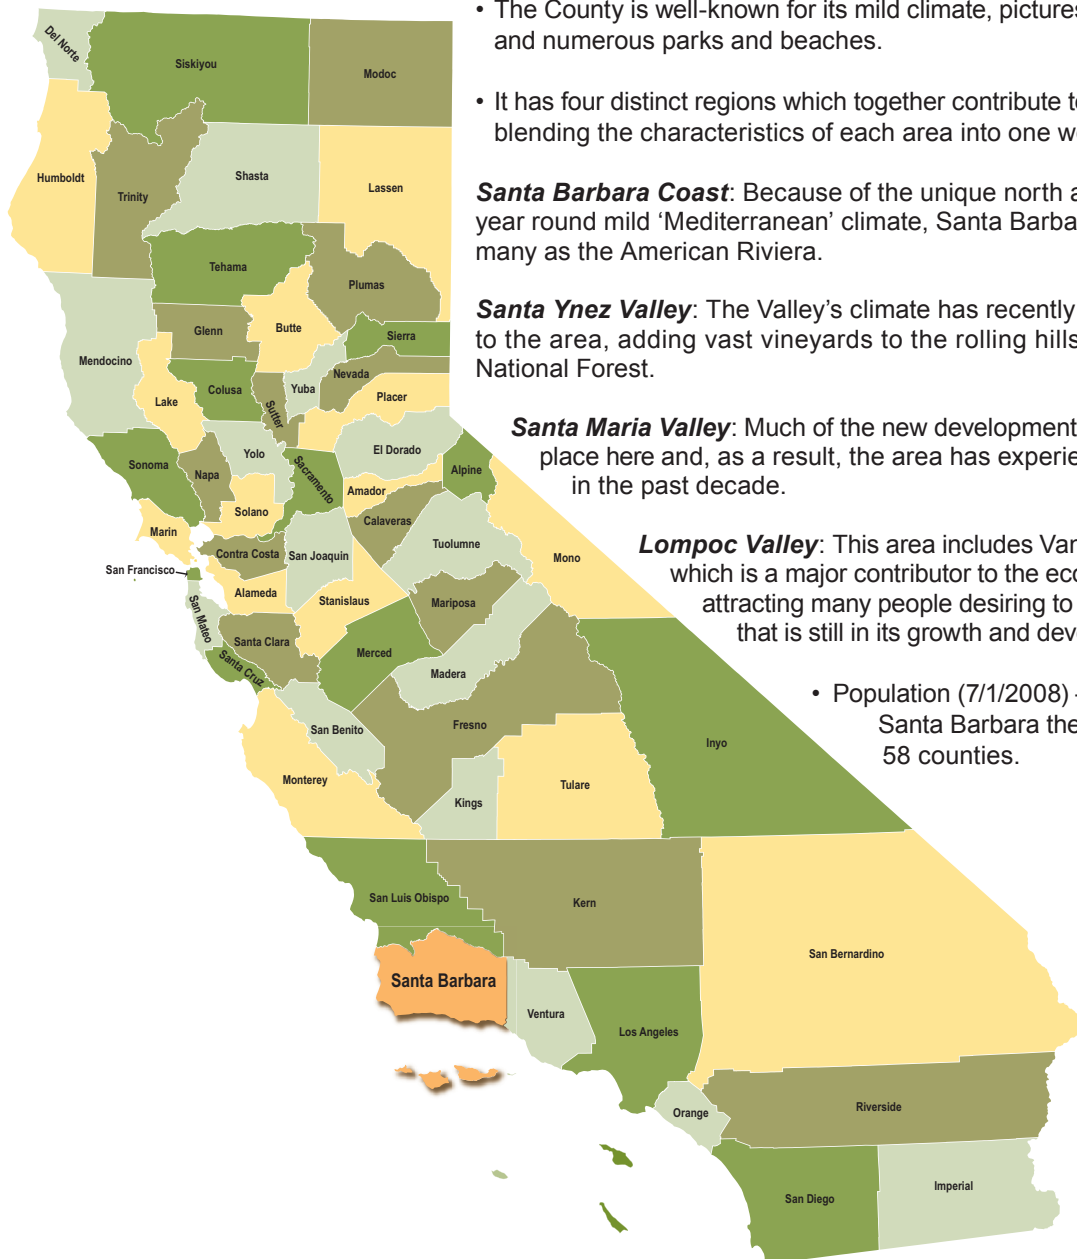 • The County is well-known for its mild climate, pictures
and numerous parks and beaches.
• It has four distinct regions which together contribute to
blending the characteristics of each area into one wo
Santa Barbara Coast: Because of the unique north a
year round mild ‘Mediterranean’ climate, Santa Barba
many as the American Riviera.
Santa Ynez Valley: The Valley’s climate has recently
to the area, adding vast vineyards to the rolling hills
National Forest.
Santa Maria Valley: Much of the new development
place here and, as a result, the area has experie
in the past decade.
Lompoc Valley: This area includes Van
which is a major contributor to the eco
attracting many people desiring to
that is still in its growth and deve
• Population (7/1/2008) -
Santa Barbara the
58 counties.
Del Norte
Siskiyou
Modoc
Humboldt
Trinity
Shasta
Lassen
Tehama
Plumas
Mendocino
Glenn
Butte
Sierra
Lake
Colusa
Sutter
Yuba
Nevada
Placer
Sonoma
Napa
Yolo
Sacramento
El Dorado
Alpine
Amador
Solano
Calaveras
Marin
Contra Costa
San Joaquin
Tuolumne
Mono
San Francisco
Alameda
Stanislaus
Mariposa
San Mateo
Santa Clara
Santa Cruz
Merced
Madera
San Benito
Fresno
Inyo
Monterey
Kings
Tulare
San Luis Obispo
Kern
San Bernardino
Santa Barbara
Ventura
Los Angeles
Orange
Riverside
San Diego
Imperial